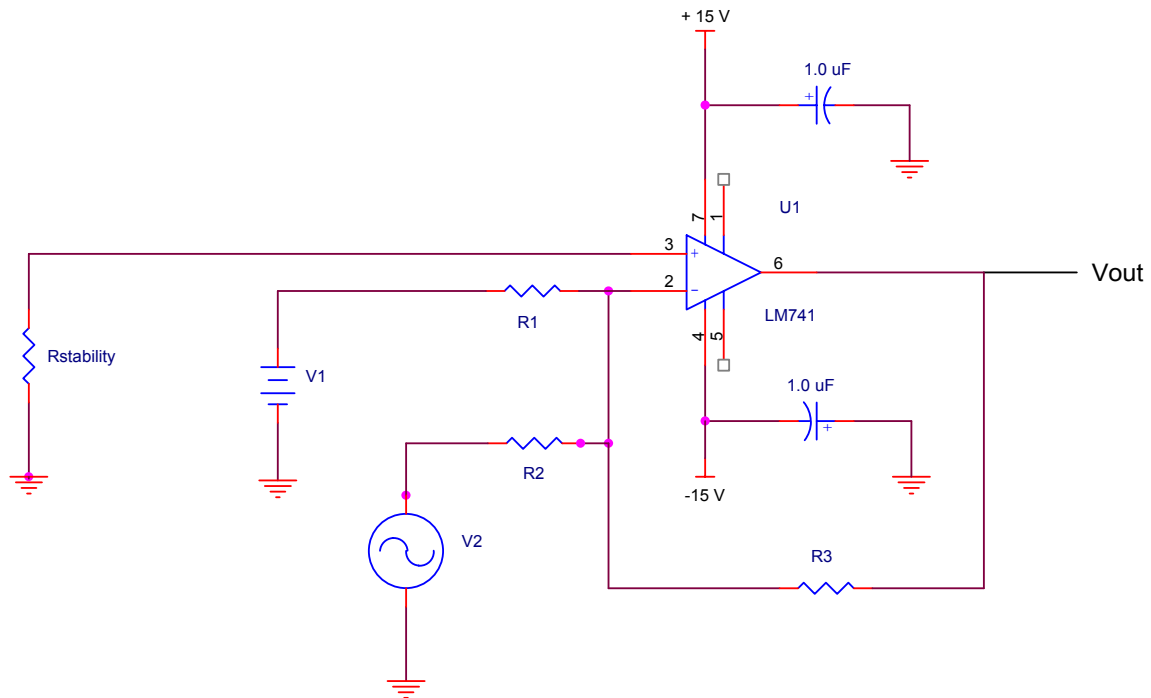 + 15 V
1.0 uF
+
U1
7
1
3
+
6
Vout
2
-
R1
LM741
4
5
Rstability
V1
1.0 uF
+
R2
-15 V
V2
R3